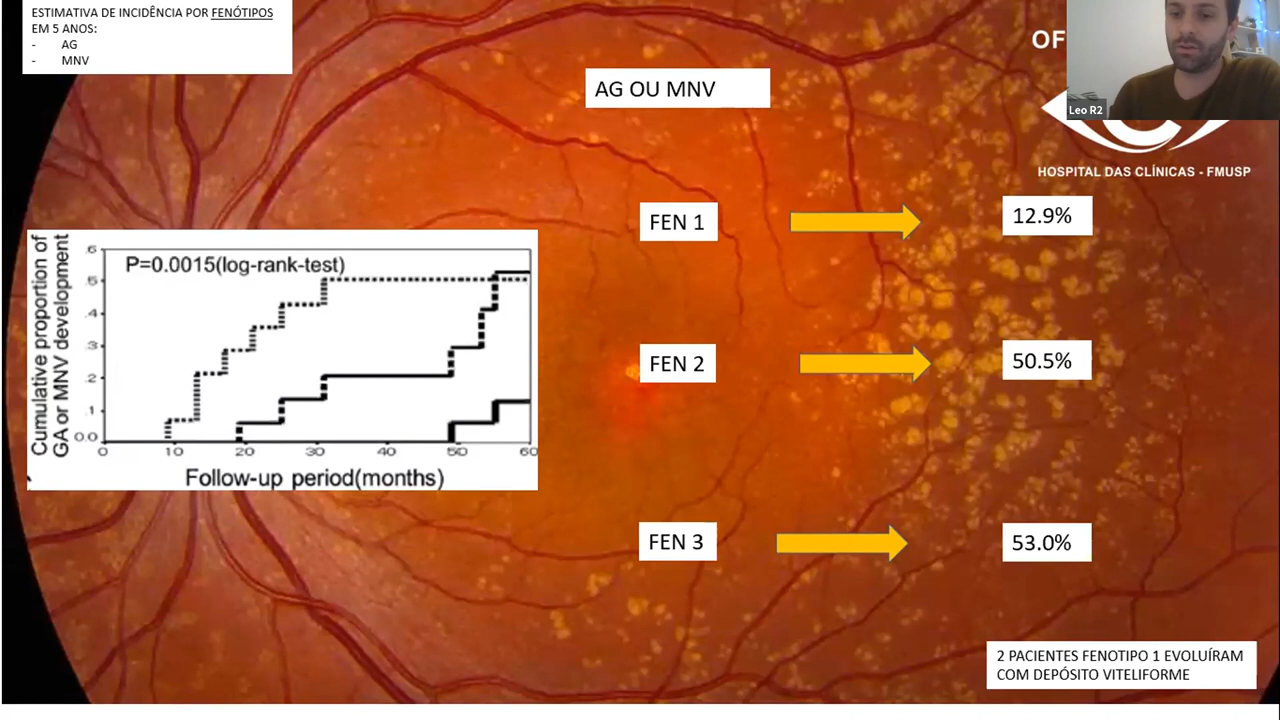 ESTIMATIVA DE INCIDÊNCIA POR FENÓTIPOS
EM 5 ANOS:
- AG
- MNV
AG OU MNV
OF
Leo R2
HOSPITAL DAS CLÍNICAS - FMUSP
FEN 1
12.9%
Cumulative proportion of
GA or MNV development
P=0.0015(log-rank-test)
.6
.5
.4
.3
.2
.1
0.0
0 10 20 30 40 50 60
Follow-up period(months)
FEN 2
50.5%
FEN 3
53.0%
2 PACIENTES FENOTIPO 1 EVOLUÍRAM
COM DEPÓSITO VITELIFORME